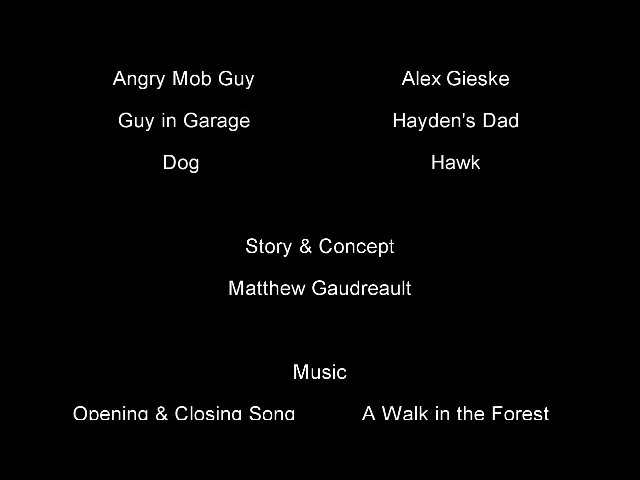 Angry Mob Guy Alex Gieske
Guy in Garage Hayden's Dad
Dog Hawk
Story & Concept
Matthew Gaudreault
Music
Opening & Closing Song A Walk in the Forest